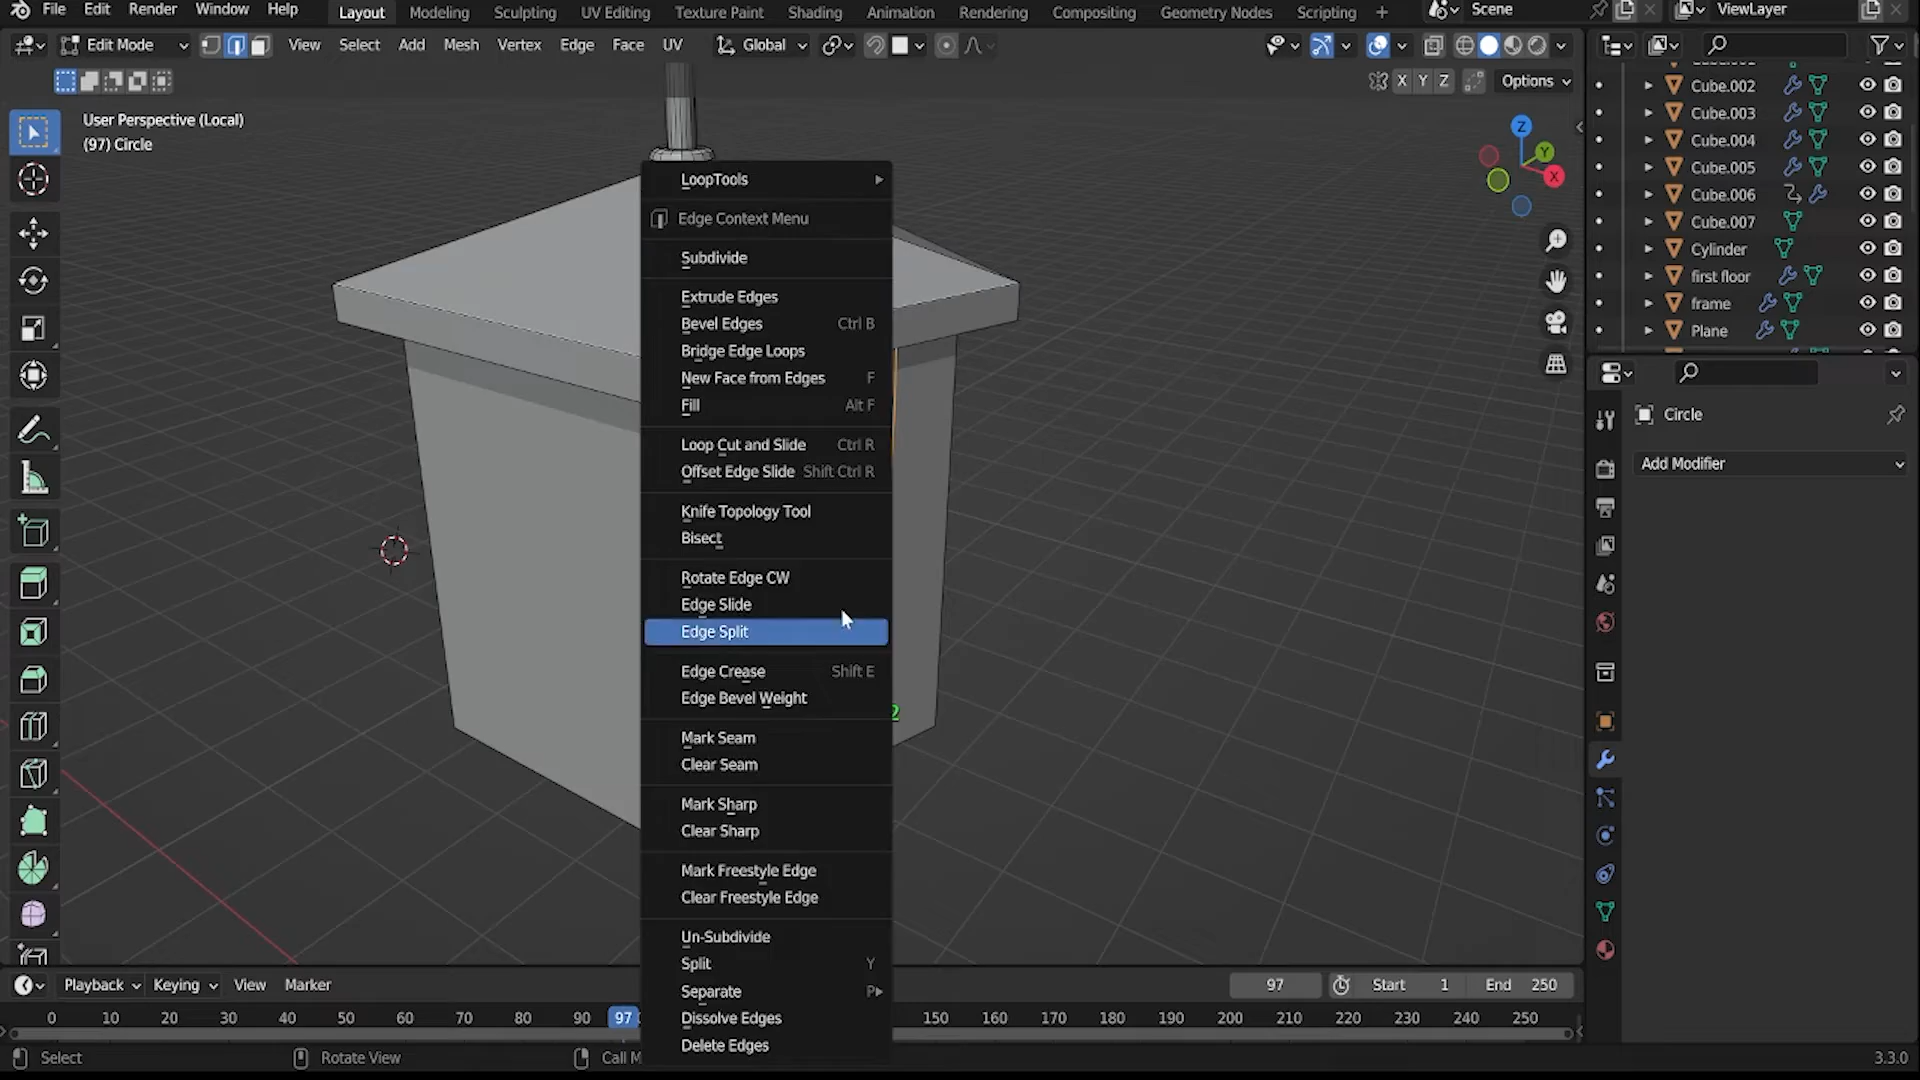 File Edit Render Window Help Layout Modeling Sculpting UV Editing Texture Paint Shading Animation Rendering Compositing Geometry Nodes Scripting + Scene ViewLayer
Edit Mode View Select Add Mesh Vertex Edge Face UV Global
X Y Z Options
User Perspective (Local)
(97) Circle
Z
Y
X
LoopTools
Edge Context Menu
Subdivide
Extrude Edges
Bevel Edges Ctrl B
Bridge Edge Loops
New Face from Edges F
Fill Alt F
Loop Cut and Slide Ctrl R
Offset Edge Slide Shift Ctrl R
Knife Topology Tool
Bisect
Rotate Edge CW
Edge Slide
Edge Split
Edge Crease Shift E
Edge Bevel Weight
2
Mark Seam
Clear Seam
Mark Sharp
Clear Sharp
Mark Freestyle Edge
Clear Freestyle Edge
Un-Subdivide
Split Y
Separate P
Dissolve Edges
Delete Edges
Cube.002
Cube.003
Cube.004
Cube.005
Cube.006
Cube.007
Cylinder
first floor
frame
Plane
Circle
Add Modifier
Playback Keying View Marker 97 Start 1 End 250
0 10 20 30 40 50 60 70 80 90 97 150 160 170 180 190 200 210 220 230 240 250
Select Rotate View Call M 3.3.0